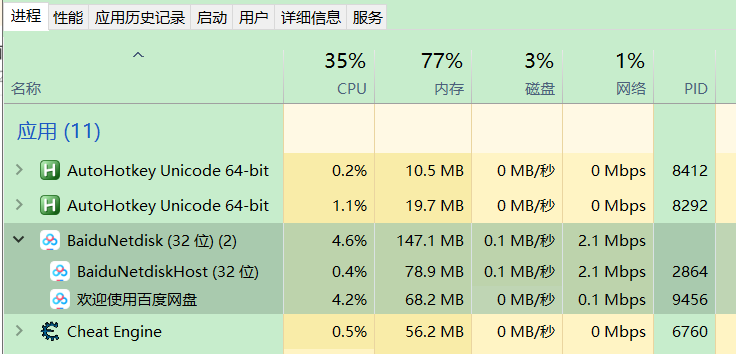 进程 性能 应用历史记录 启动 用户 详细信息 服务
35% 77% 3% 1%
名称 CPU 内存 磁盘 网络 PID
应用 (11)
AutoHotkey Unicode 64-bit 0.2% 10.5 MB 0 MB/秒 0 Mbps 8412
AutoHotkey Unicode 64-bit 1.1% 19.7 MB 0 MB/秒 0 Mbps 8292
BaiduNetdisk (32 位) (2) 4.6% 147.1 MB 0.1 MB/秒 2.1 Mbps
BaiduNetdiskHost (32 位) 0.4% 78.9 MB 0.1 MB/秒 2.1 Mbps 2864
欢迎使用百度网盘 4.2% 68.2 MB 0 MB/秒 0.1 Mbps 9456
Cheat Engine 0.5% 56.2 MB 0 MB/秒 0 Mbps 6760